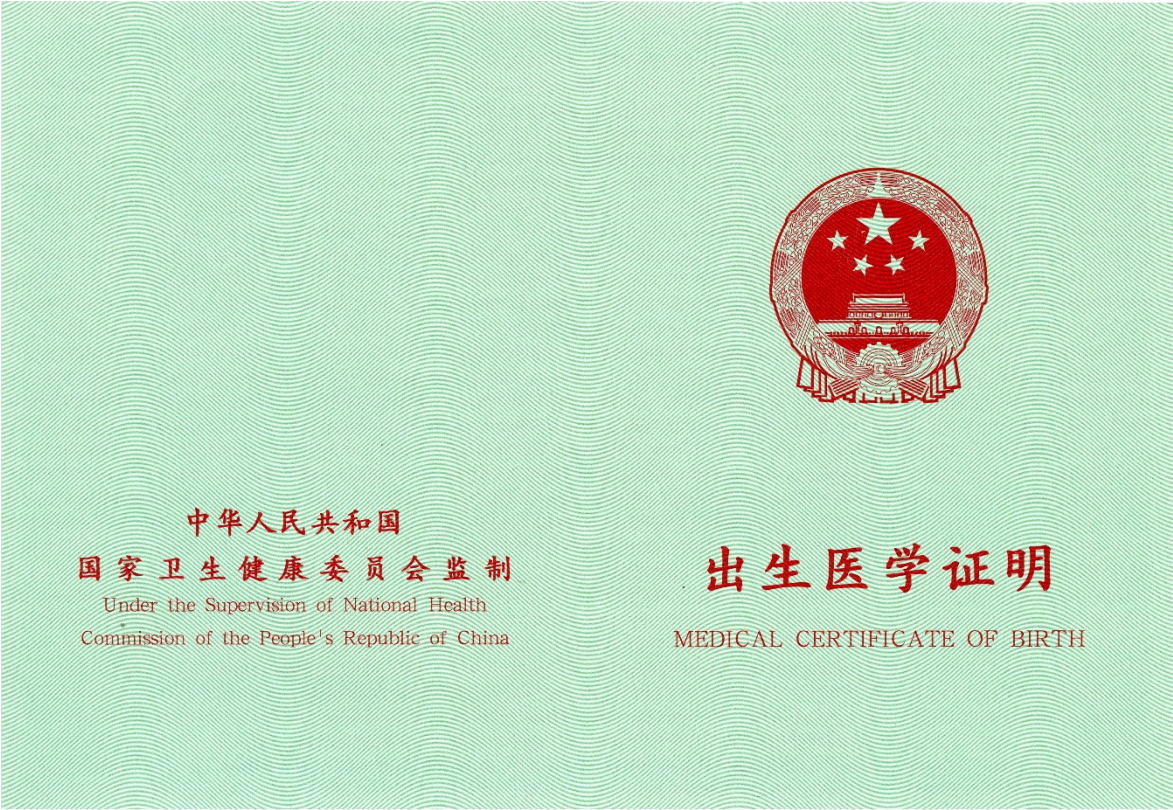 中华人民共和国
国家卫生健康委员会监制
Under the Supervision of National Health
Commission of the People's Republic of China
出生医学证明
MEDICAL CERTIFICATE OF BIRTH